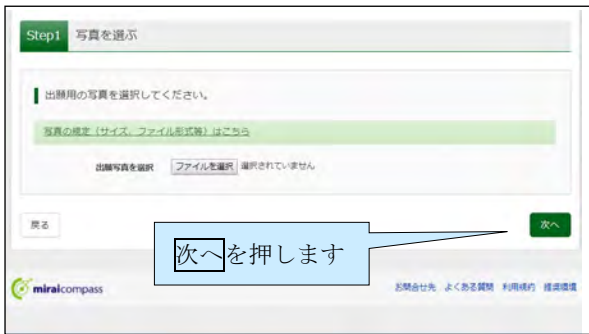 Step1 写真を選ぶ
出願用の写真を選択してください。
写真の規定（サイズ、ファイル形式等）はこちら
出願写真を選択 ファイルを選択 選択されていません
戻る
次へ
次へを押します
miraicompass
お問合せ先 よくある質問 利用規約 推奨環境